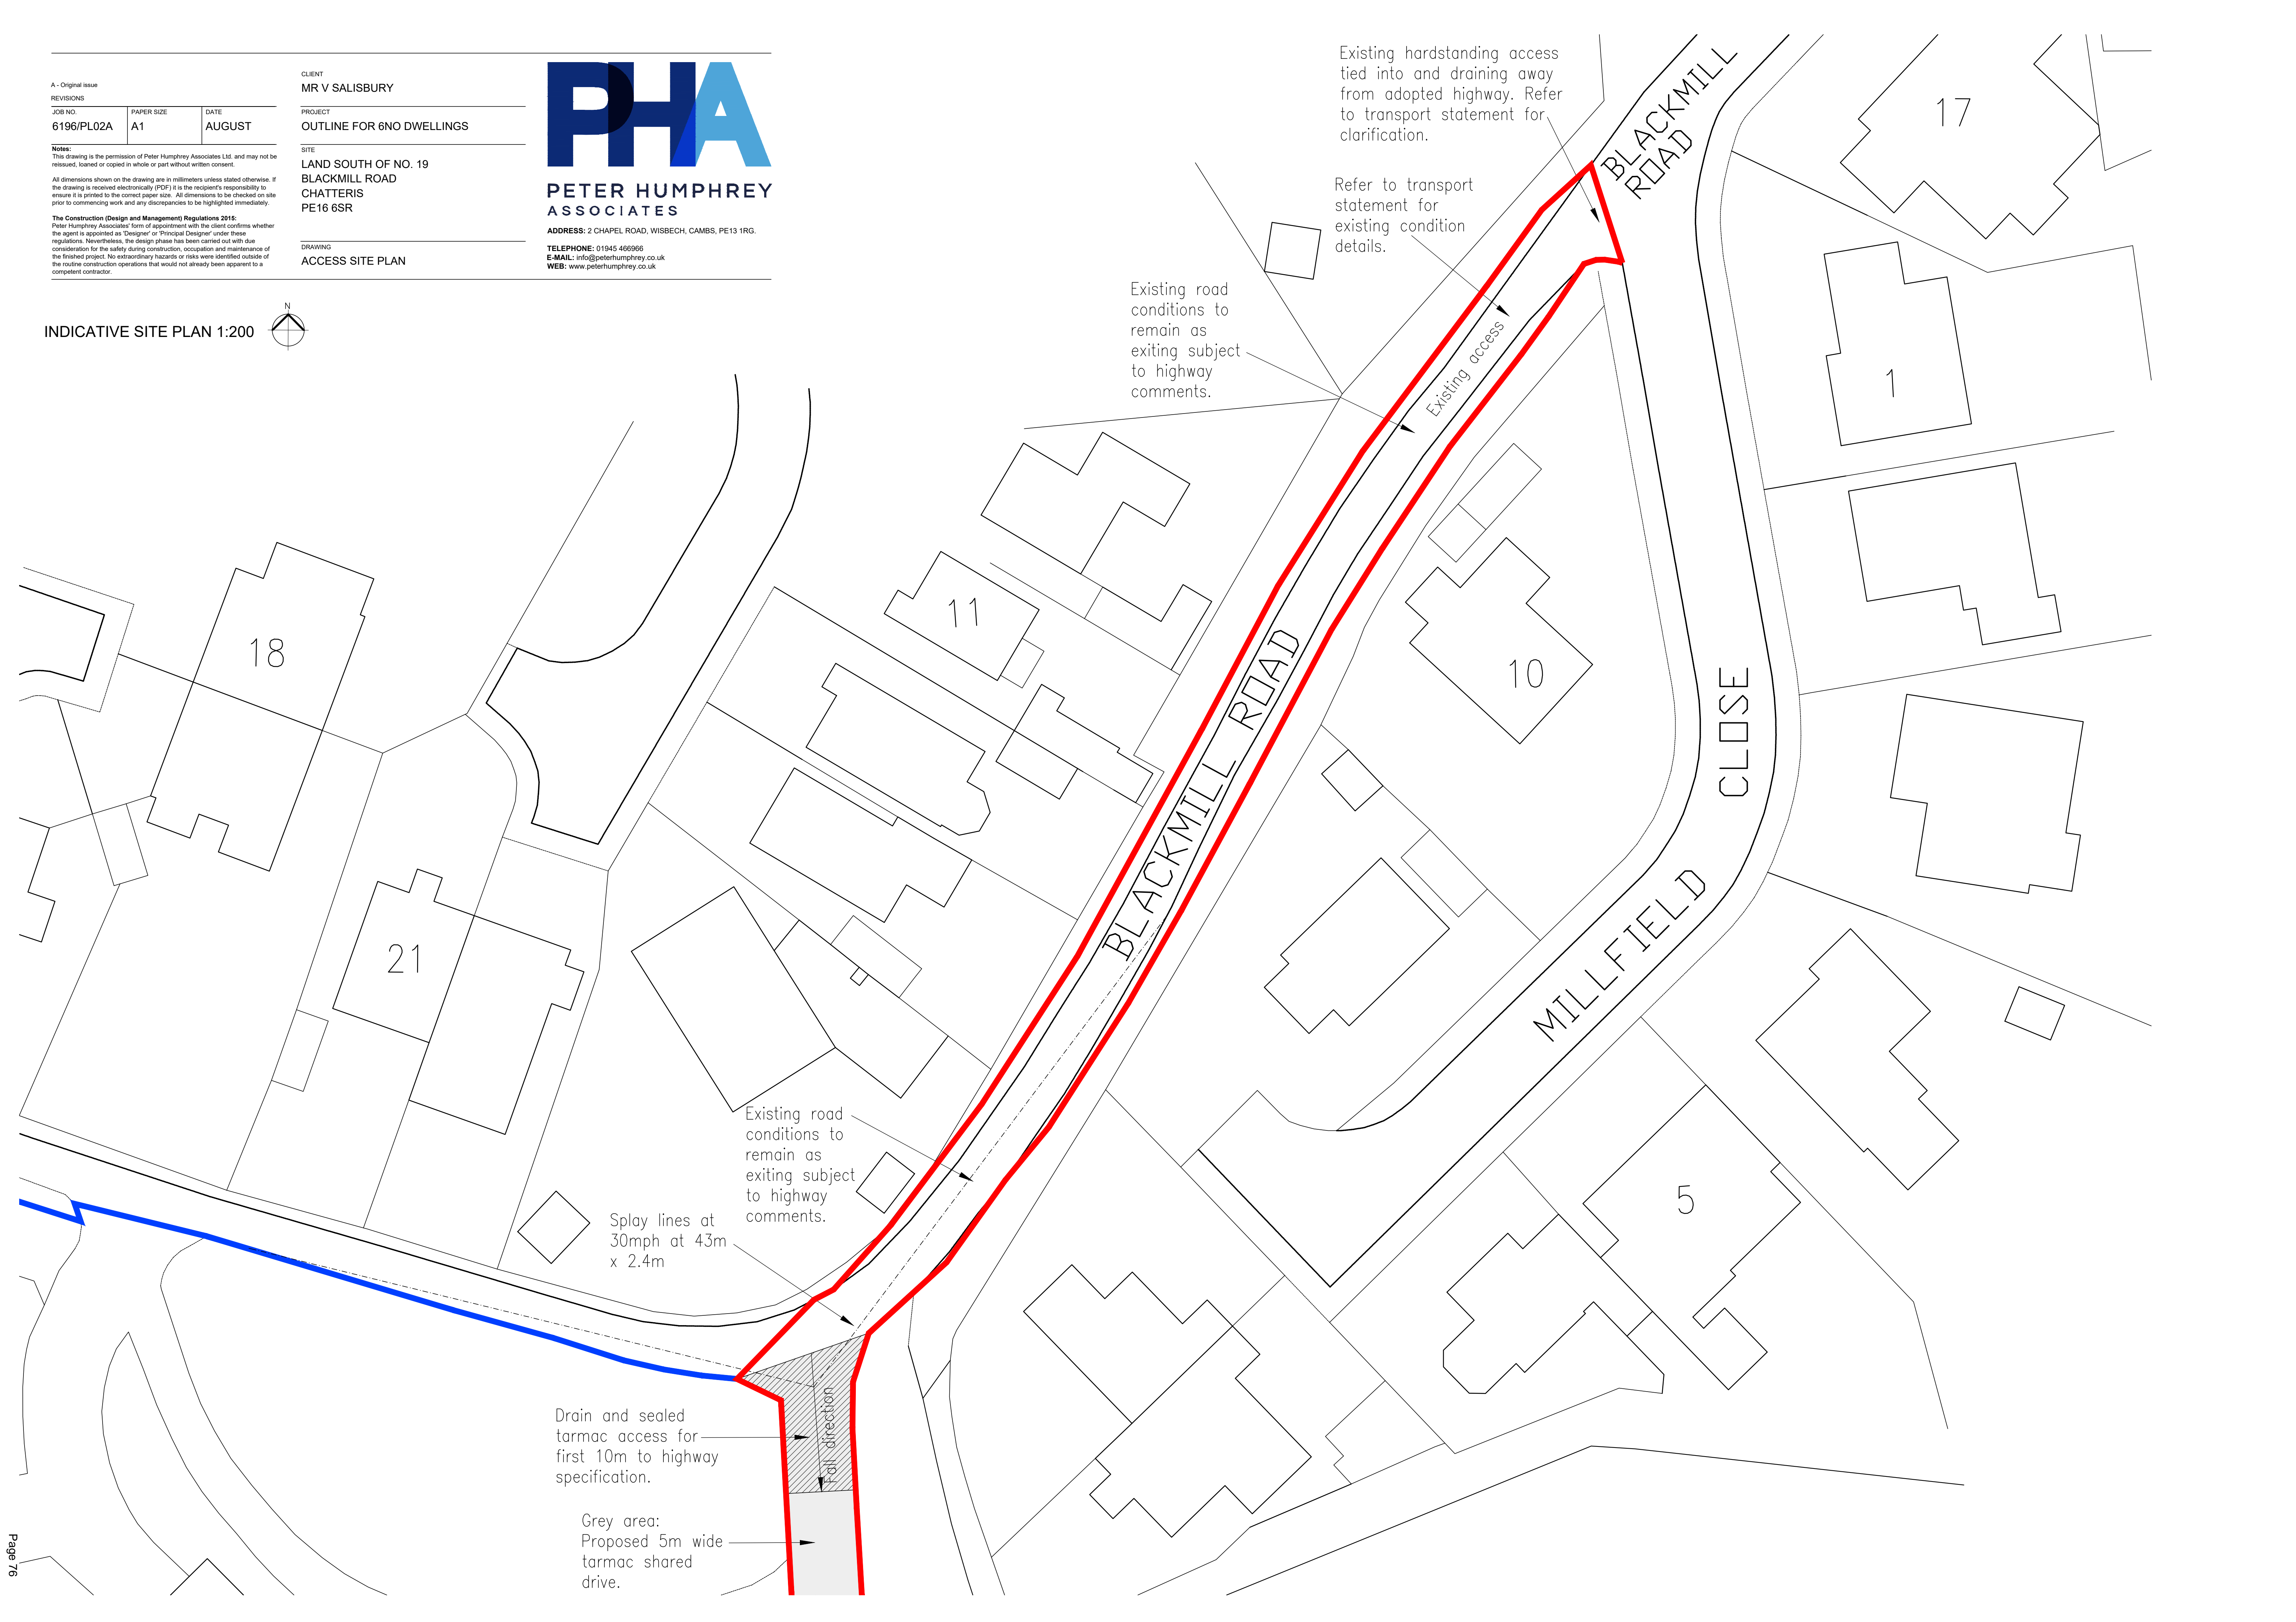 A - Original issue
REVISIONS
JOB NO.
PAPER SIZE
DATE
6196/PL02A
A1
AUGUST
Notes:
This drawing is the permission of Peter Humphrey Associates Ltd. and may not be
reissued, loaned or copied in whole or part without written consent.
All dimensions shown on the drawing are in millimeters unless stated otherwise. If
the drawing is received electronically (PDF) it is the recipient's responsibility to
ensure it is printed to the correct paper size. All dimensions to be checked on site
prior to commencing work and any discrepancies to be highlighted immediately.
The Construction (Design and Management) Regulations 2015:
Peter Humphrey Associates' form of appointment with the client confirms whether
the agent is appointed as 'Designer' or 'Principal Designer' under these
regulations. Nevertheless, the design phase has been carried out with due
consideration for the safety during construction, occupation and maintenance of
the finished project. No extraordinary hazards or risks were identified outside of
the routine construction operations that would not already been apparent to a
competent contractor.
CLIENT
MR V SALISBURY
PROJECT
OUTLINE FOR 6NO DWELLINGS
SITE
LAND SOUTH OF NO. 19
BLACKMILL ROAD
CHATTERIS
PE16 6SR
DRAWING
ACCESS SITE PLAN
PHA
PETER HUMPHREY
ASSOCIATES
ADDRESS: 2 CHAPEL ROAD, WISBECH, CAMBS, PE13 1RG.
TELEPHONE: 01945 466966
E-MAIL: info@peterhumphrey.co.uk
WEB: www.peterhumphrey.co.uk
INDICATIVE SITE PLAN 1:200
N
Existing hardstanding access
tied into and draining away
from adopted highway. Refer
to transport statement for
clarification.
BLACKMILL
ROAD
17
Refer to transport
statement for
existing condition
details.
Existing road
conditions to
remain as
exiting subject
to highway
comments.
Existing access
1
11
18
10
BLACKMILL ROAD
CLOSE
MILLFIELD
21
5
Existing road
conditions to
remain as
exiting subject
to highway
comments.
Splay lines at
30mph at 43m
x 2.4m
Drain and sealed
tarmac access for
first 10m to highway
specification.
Fall direction
Grey area:
Proposed 5m wide
tarmac shared
drive.
Page 76